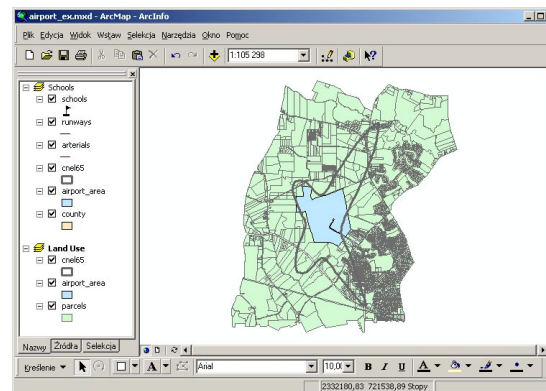 airport_ex.mxd - ArcMap - ArcInfo
Plik Edycja Widok Wstaw Selekcja Narzędzia Okno Pomoc
1:105 298
Schools
schools
runways
arterials
cnel65
airport_area
county
Land Use
cnel65
airport_area
parcels
Nazwy Źródła Selekcja
Kreślenie A Arial 10,0 B I U A
2332180,83 721538,89 Stopy